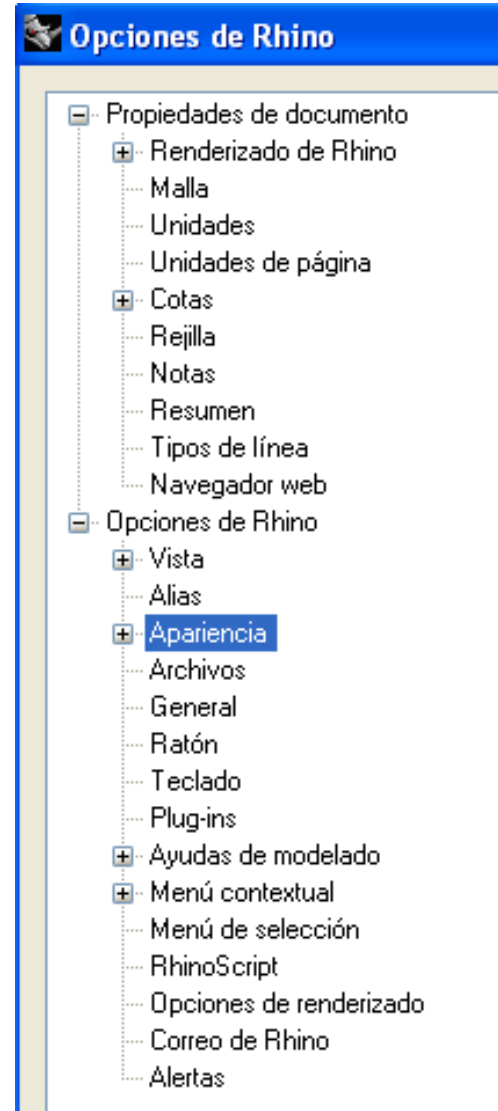 Opciones de Rhino
Propiedades de documento
Renderizado de Rhino
Malla
Unidades
Unidades de página
Cotas
Rejilla
Notas
Resumen
Tipos de línea
Navegador web
Opciones de Rhino
Vista
Alias
Apariencia
Archivos
General
Ratón
Teclado
Plug-ins
Ayudas de modelado
Menú contextual
Menú de selección
RhinoScript
Opciones de renderizado
Correo de Rhino
Alertas